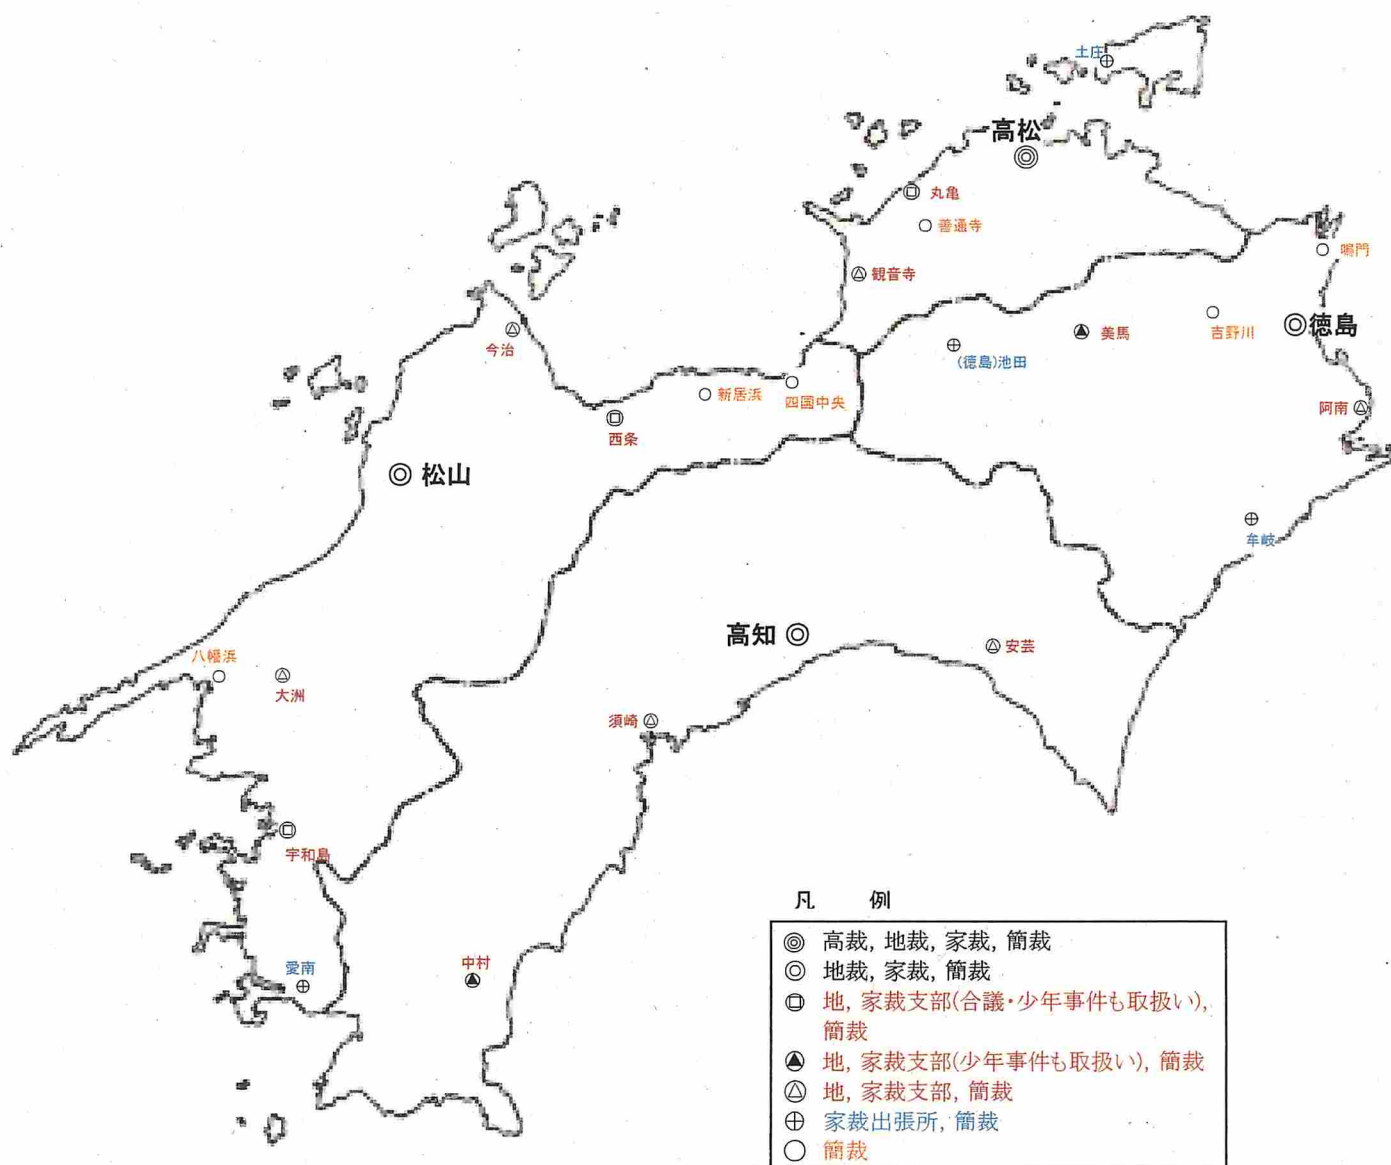 土庄
高松
丸亀
善通寺
鳴門
観音寺
今治
(徳島)池田
美馬
吉野川
徳島
新居浜
四国中央
阿南
西条
松山
牟岐
高知
安芸
八幡浜
大洲
須崎
宇和島
愛南
中村
凡 例
高裁, 地裁, 家裁, 簡裁
地裁, 家裁, 簡裁
地, 家裁支部(合議・少年事件も取扱い),
簡裁
地, 家裁支部(少年事件も取扱い), 簡裁
地, 家裁支部, 簡裁
家裁出張所, 簡裁
簡裁